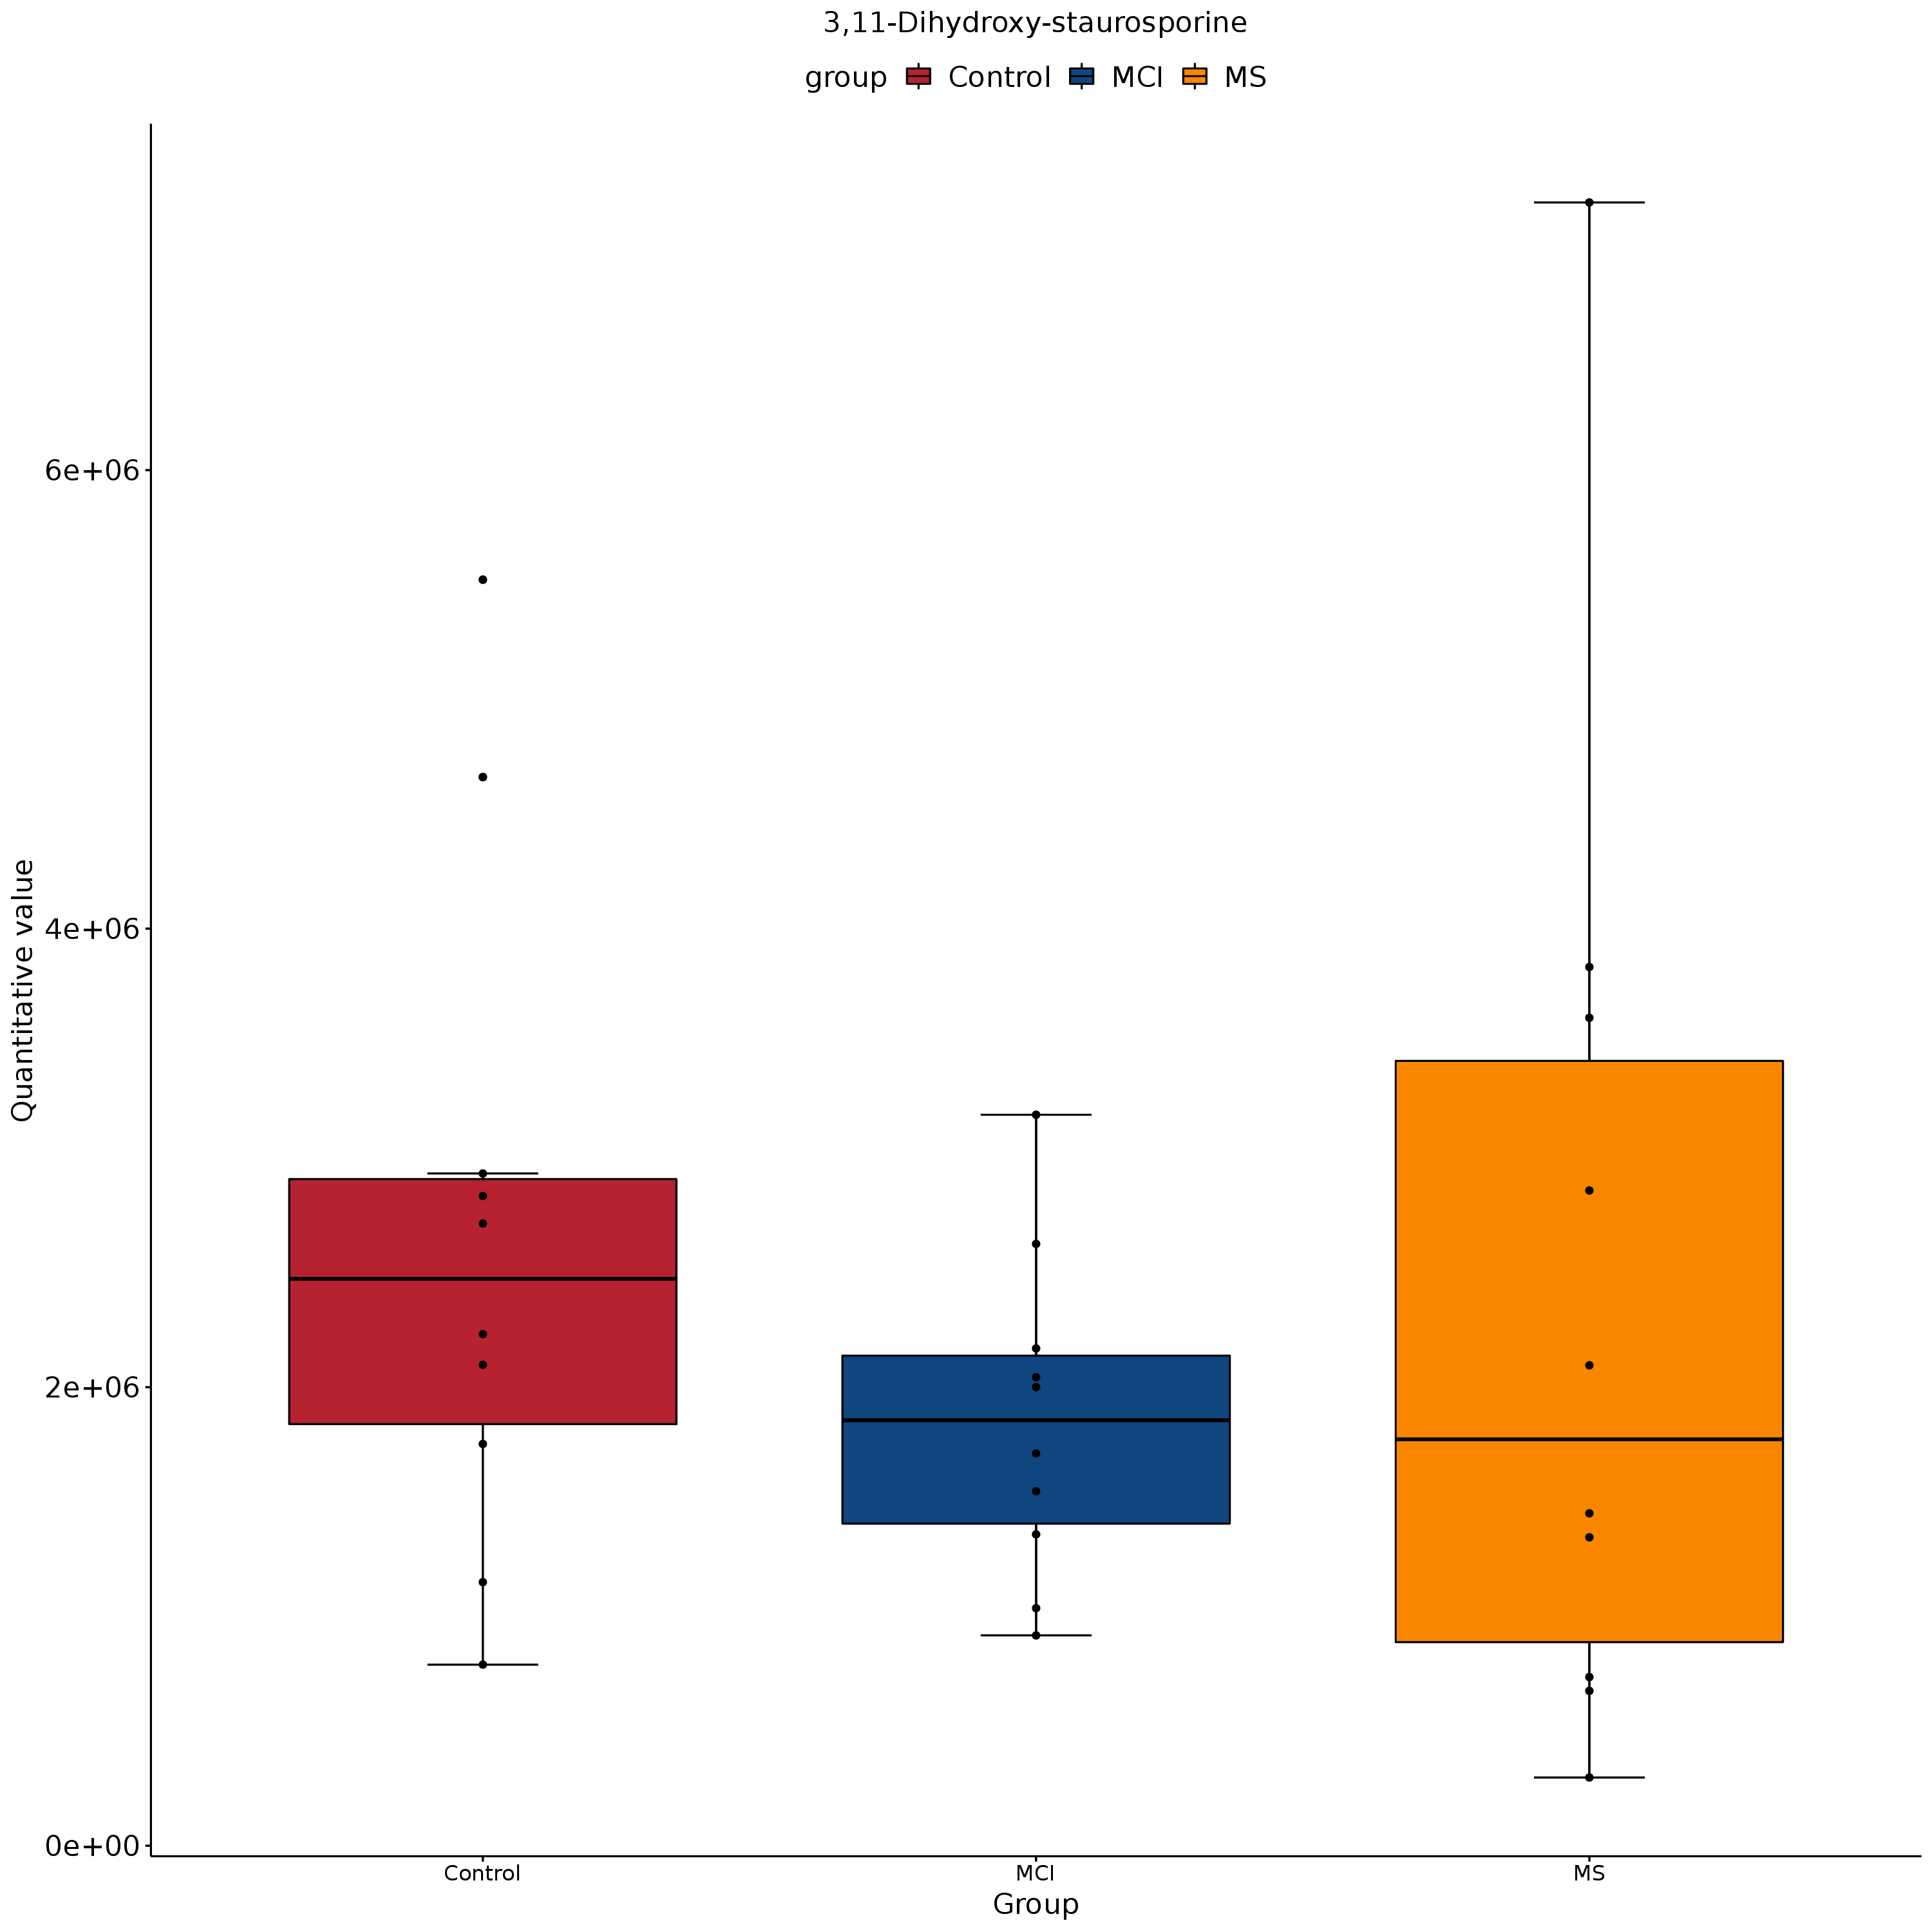 3,11-Dihydroxy-staurosporine
group Control MCI MS
Quantitative value
6e+06
4e+06
2e+06
0e+00
Control MCI MS
Group